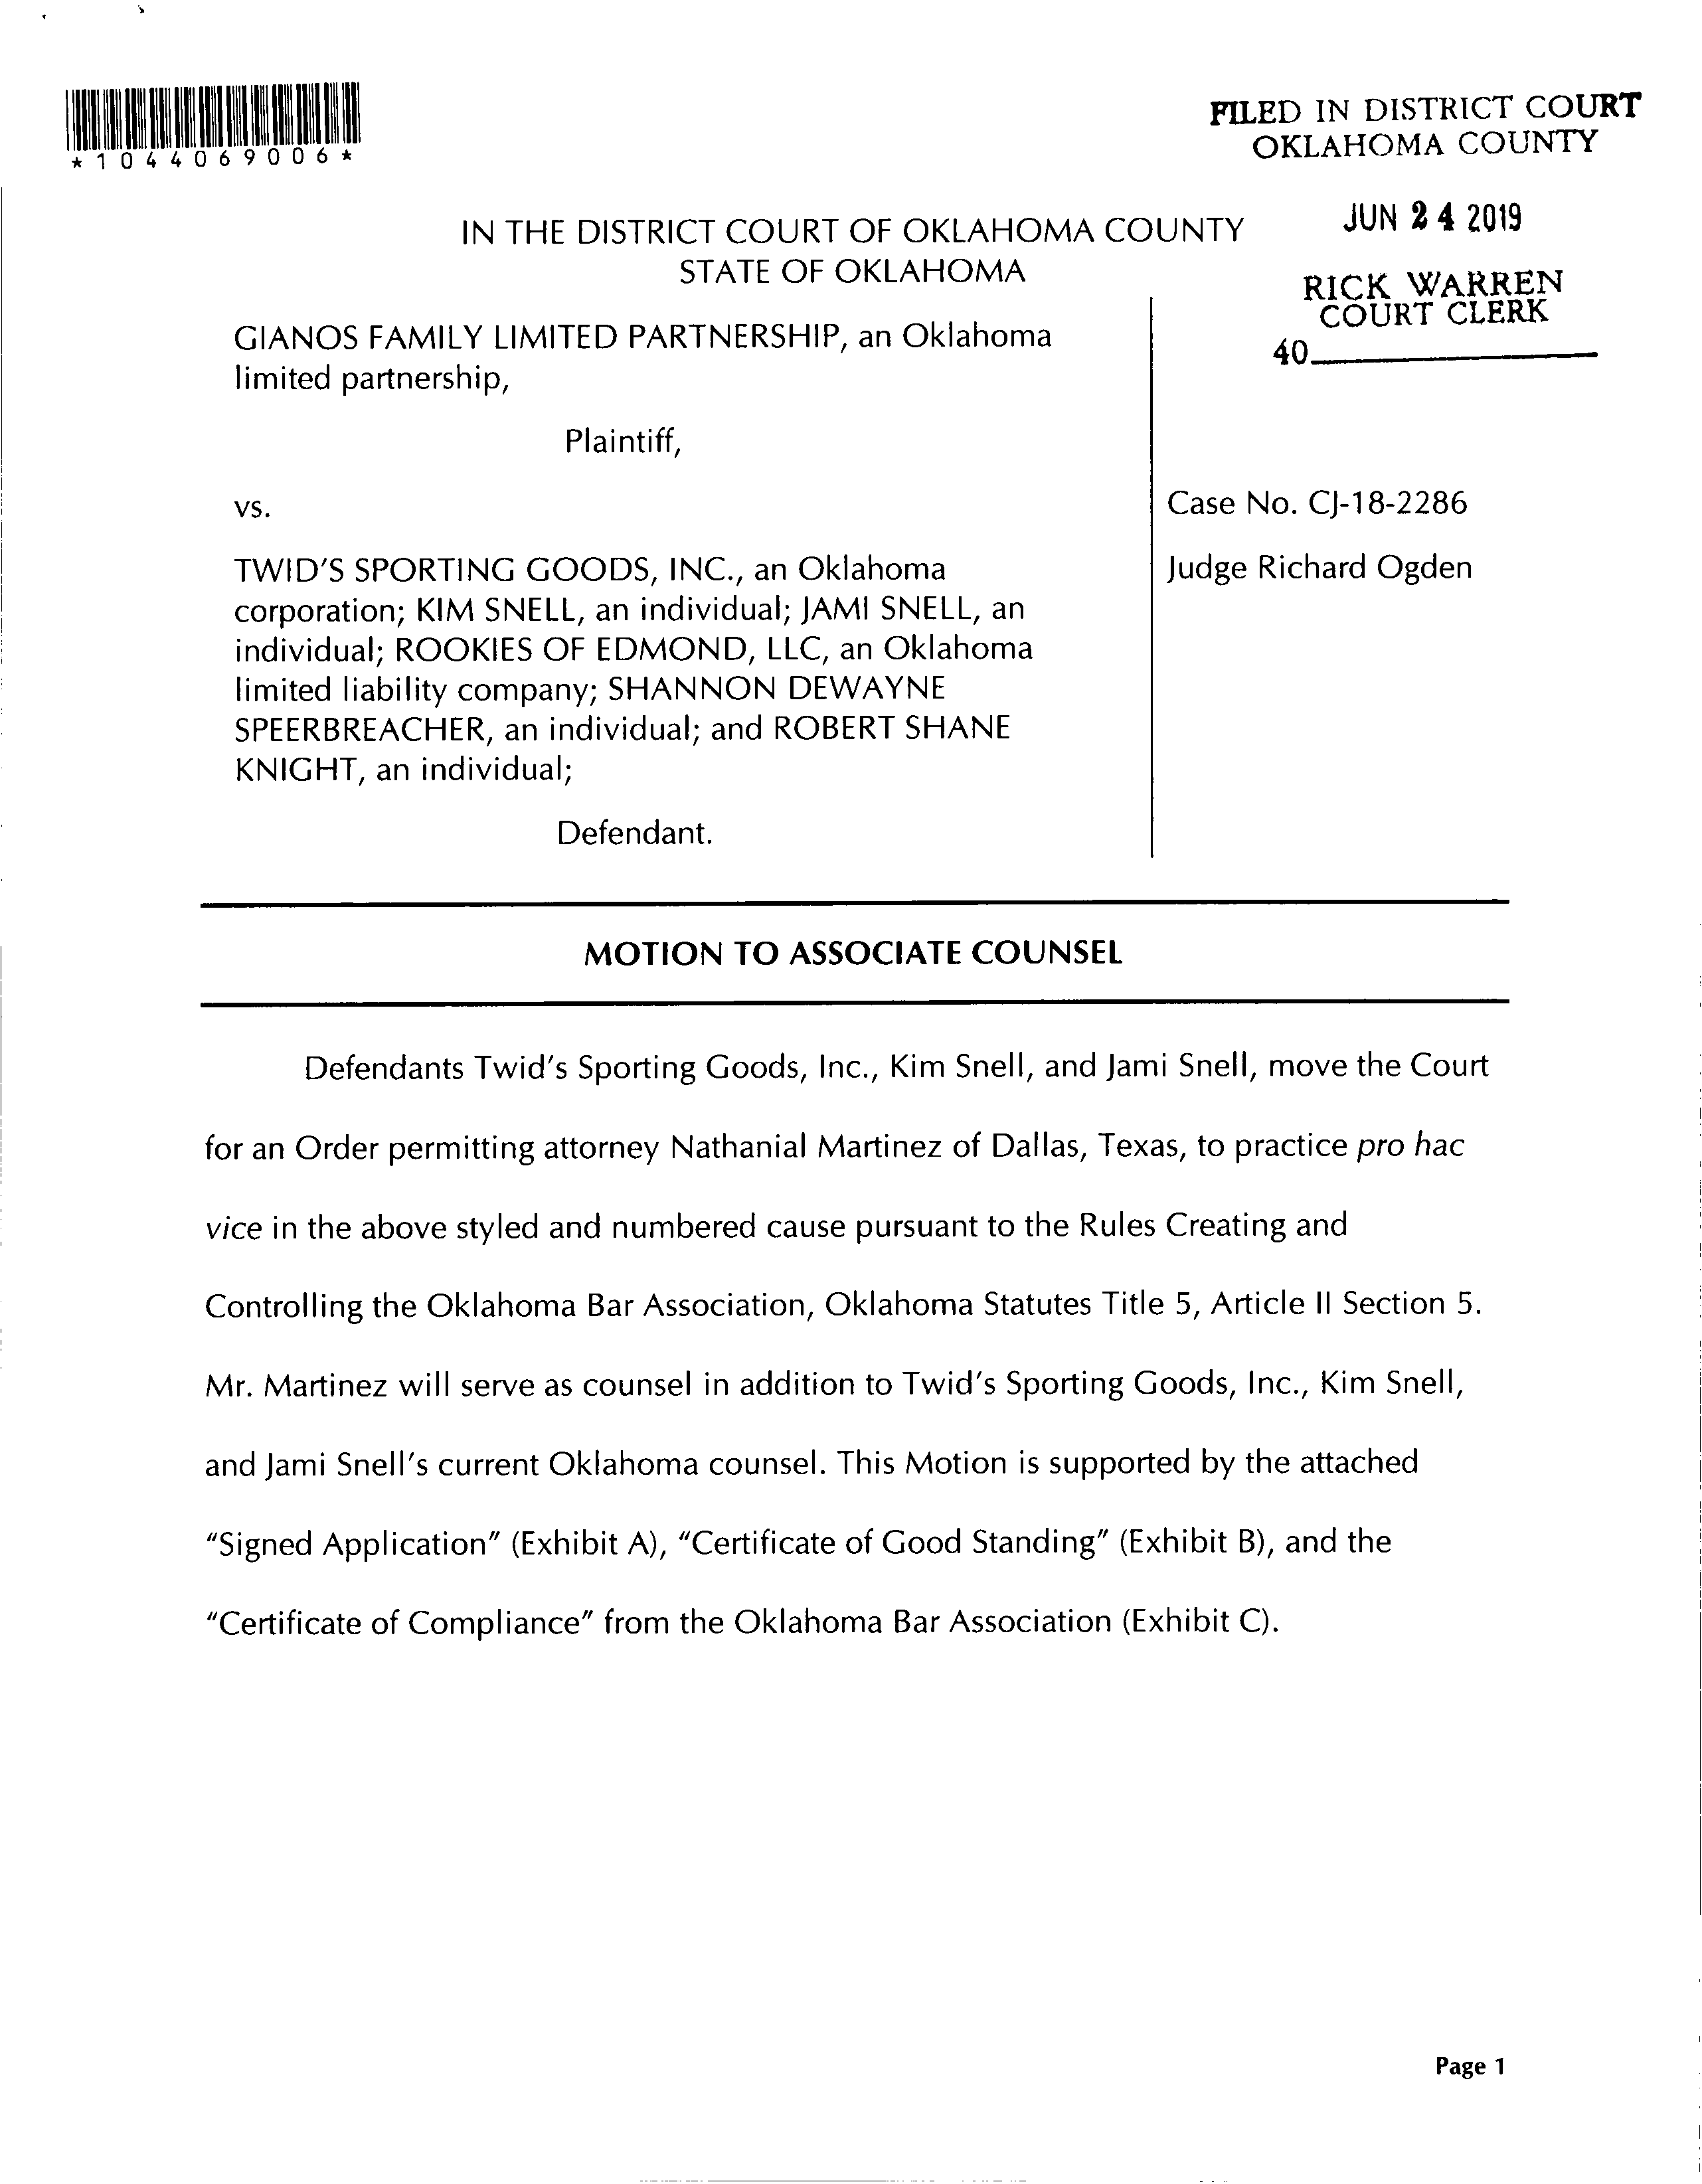 *1044069006*
FILED IN DISTRICT COURT
OKLAHOMA COUNTY
JUN 24 2019
RICK WARREN
COURT CLERK
40
IN THE DISTRICT COURT OF OKLAHOMA COUNTY
STATE OF OKLAHOMA
GIANOS FAMILY LIMITED PARTNERSHIP, an Oklahoma
limited partnership,
Plaintiff,
vs.
TWID'S SPORTING GOODS, INC., an Oklahoma
corporation; KIM SNELL, an individual; JAMI SNELL, an
individual; ROOKIES OF EDMOND, LLC, an Oklahoma
limited liability company; SHANNON DEWAYNE
SPEERBREACHER, an individual; and ROBERT SHANE
KNIGHT, an individual;
Defendant.
Case No. CJ-18-2286
Judge Richard Ogden
MOTION TO ASSOCIATE COUNSEL
Defendants Twid's Sporting Goods, Inc., Kim Snell, and Jami Snell, move the Court
for an Order permitting attorney Nathanial Martinez of Dallas, Texas, to practice pro hac
vice in the above styled and numbered cause pursuant to the Rules Creating and
Controlling the Oklahoma Bar Association, Oklahoma Statutes Title 5, Article II Section 5.
Mr. Martinez will serve as counsel in addition to Twid's Sporting Goods, Inc., Kim Snell,
and Jami Snell's current Oklahoma counsel. This Motion is supported by the attached
“Signed Application” (Exhibit A), “Certificate of Good Standing” (Exhibit B), and the
“Certificate of Compliance” from the Oklahoma Bar Association (Exhibit C).
Page 1